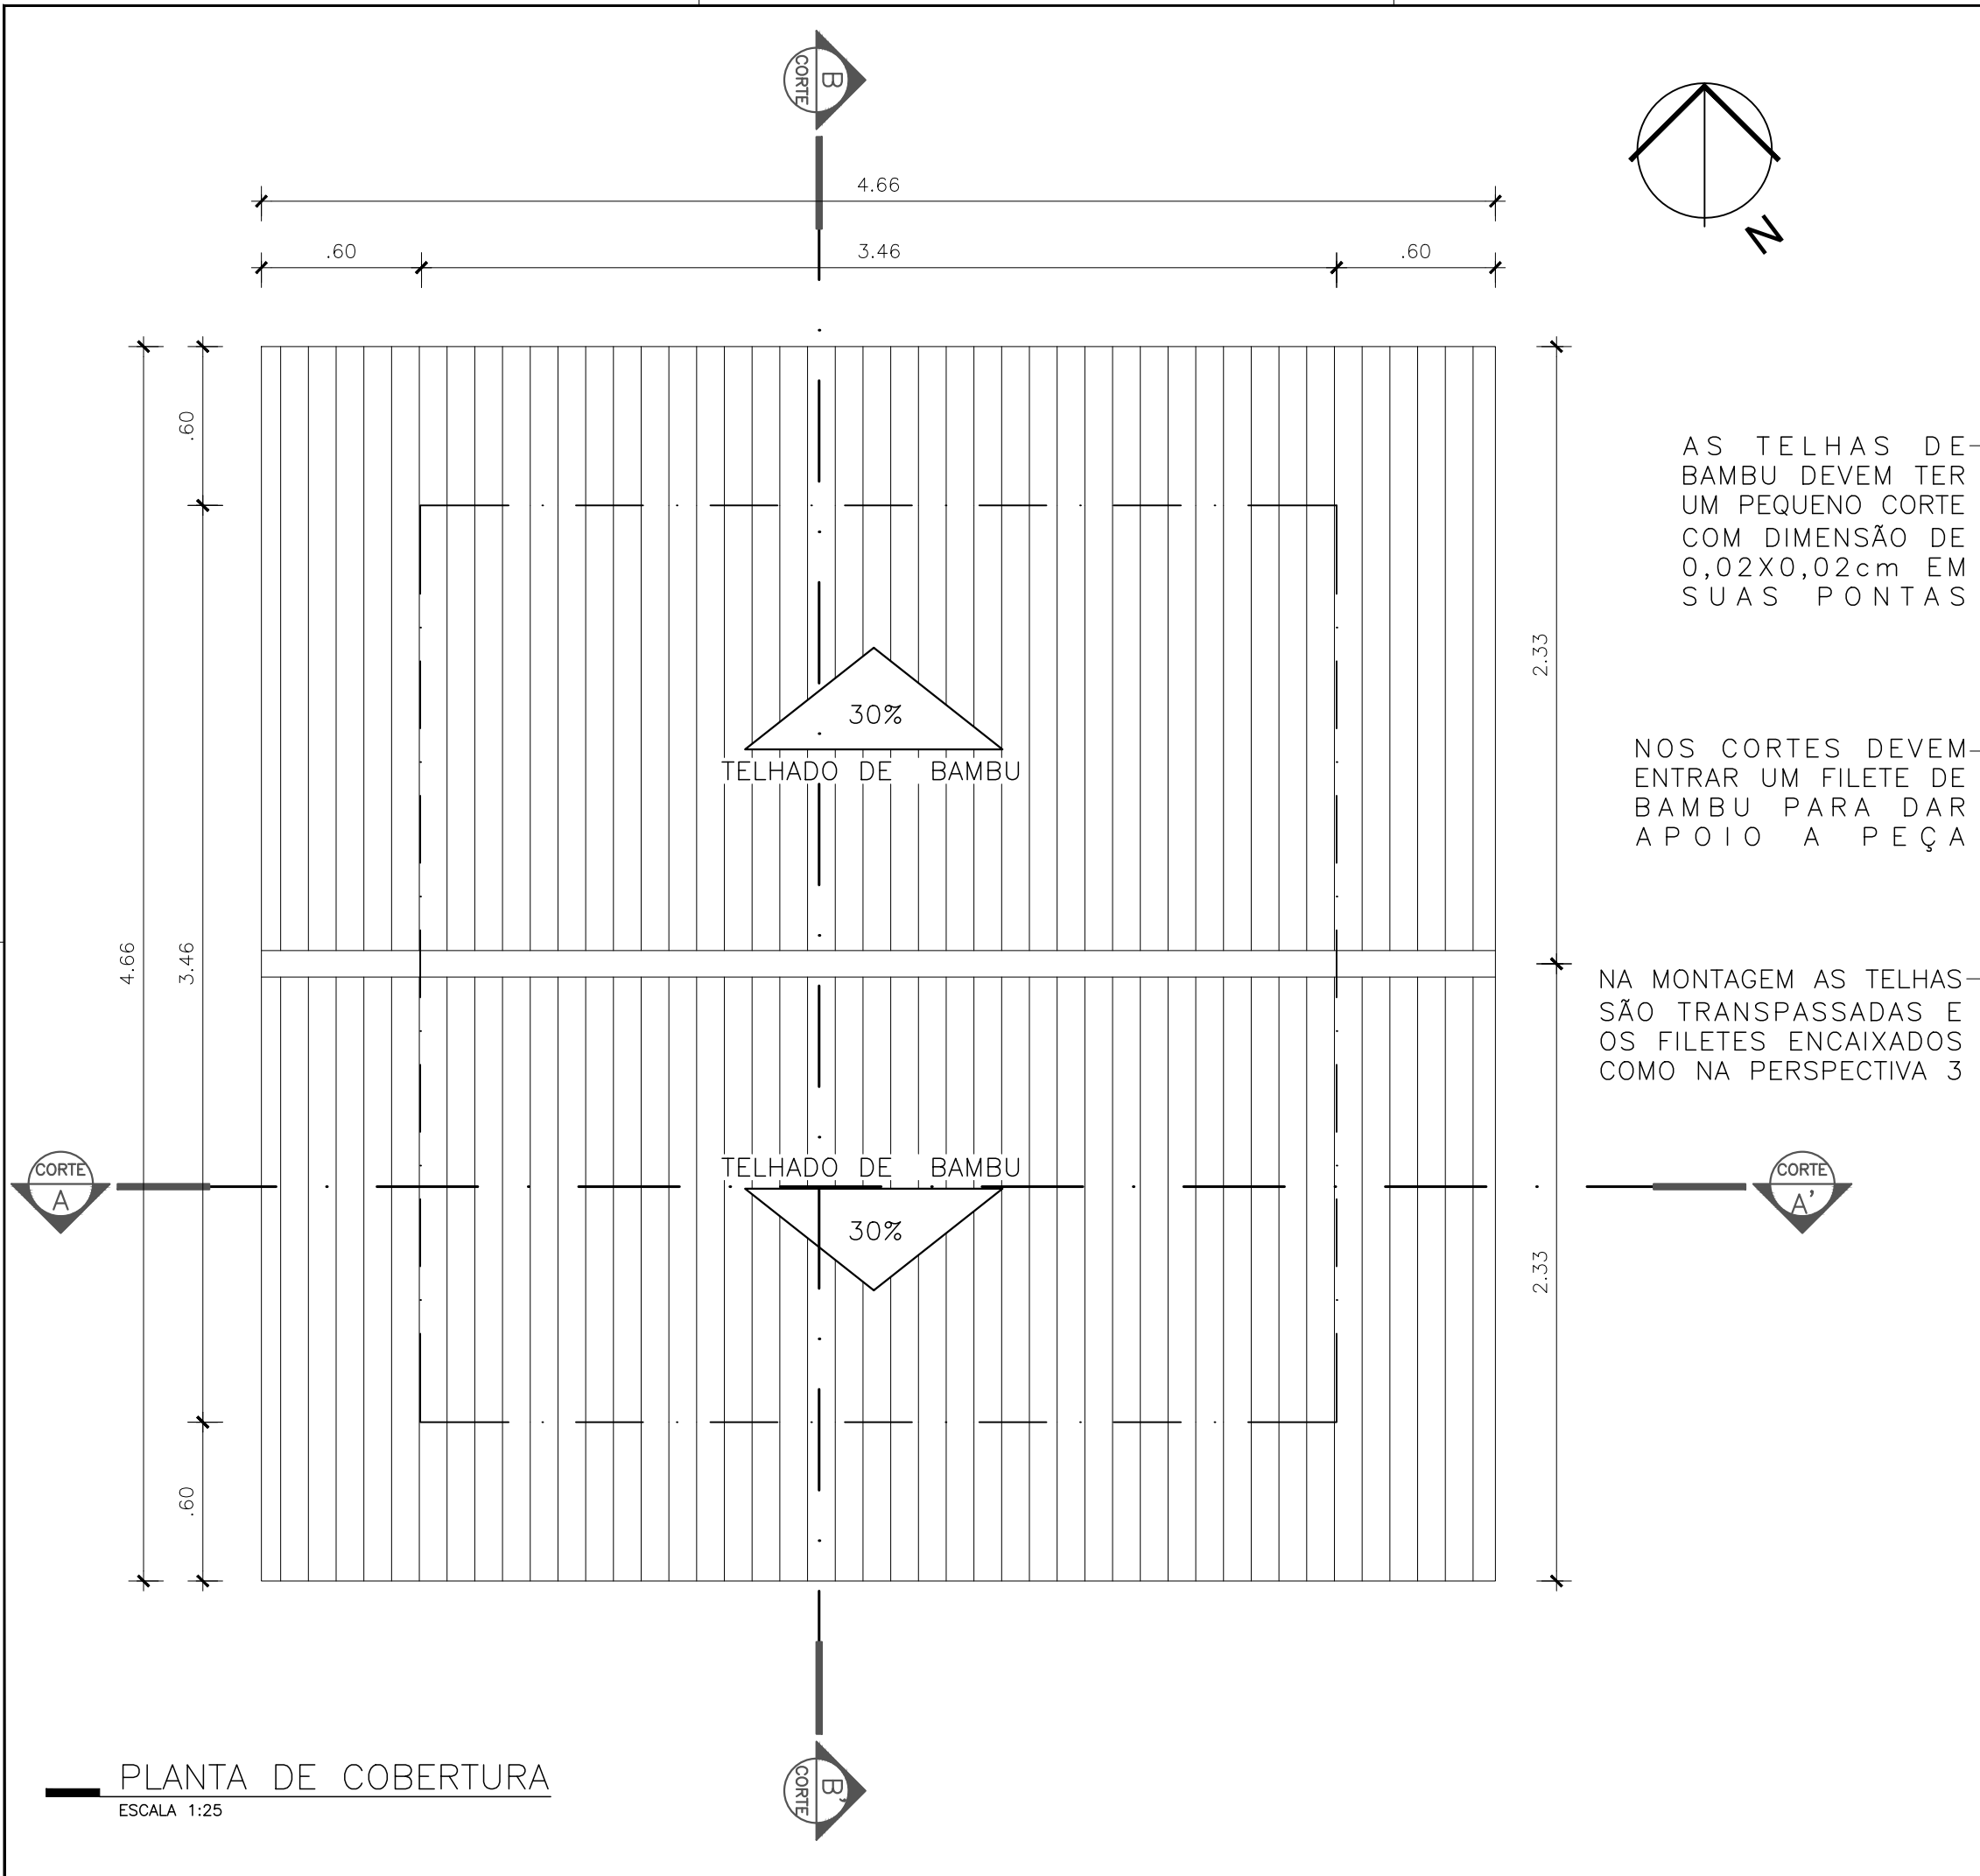 B
CORTE
4.66
.60
3.46
.60
N
.60
AS TELHAS DE
BAMBU DEVEM TER
UM PEQUENO CORTE
COM DIMENSÃO DE
0,02X0,02cm EM
SUAS PONTAS
2.33
30%
TELHADO DE BAMBU
NOS CORTES DEVEM
ENTRAR UM FILETE DE
BAMBU PARA DAR
APOIO A PEÇA
4.66
3.46
NA MONTAGEM AS TELHAS
SÃO TRANSPASSADAS E
OS FILETES ENCAIXADOS
COMO NA PERSPECTIVA 3
CORTE
A
TELHADO DE BAMBU
30%
CORTE
A'
2.33
.60
PLANTA DE COBERTURA
ESCALA 1:25
B'
CORTE